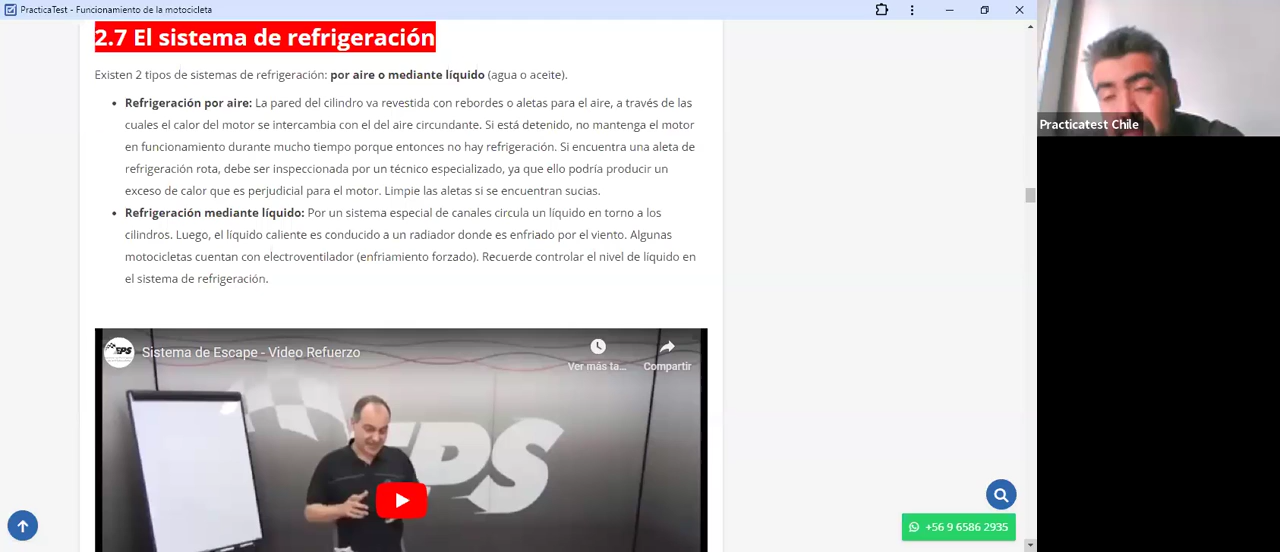 PracticaTest - Funcionamiento de la motocicleta
2.7 El sistema de refrigeración
Existen 2 tipos de sistemas de refrigeración: por aire o mediante líquido (agua o aceite).
Refrigeración por aire: La pared del cilindro va revestida con rebordes o aletas para el aire, a través de las
cuales el calor del motor se intercambia con el del aire circundante. Si está detenido, no mantenga el motor
en funcionamiento durante mucho tiempo porque entonces no hay refrigeración. Si encuentra una aleta de
refrigeración rota, debe ser inspeccionada por un técnico especializado, ya que ello podría producir un
exceso de calor que es perjudicial para el motor. Limpie las aletas si se encuentran sucias.
Refrigeración mediante líquido: Por un sistema especial de canales circula un líquido en torno a los
cilindros. Luego, el líquido caliente es conducido a un radiador donde es enfriado por el viento. Algunas
motocicletas cuentan con electroventilador (enfriamiento forzado). Recuerde controlar el nivel de líquido en
el sistema de refrigeración.
EPS
Sistema de Escape - Video Refuerzo
Ver más ta...
Compartir
EPS
+56 9 6586 2935
Practicatest Chile